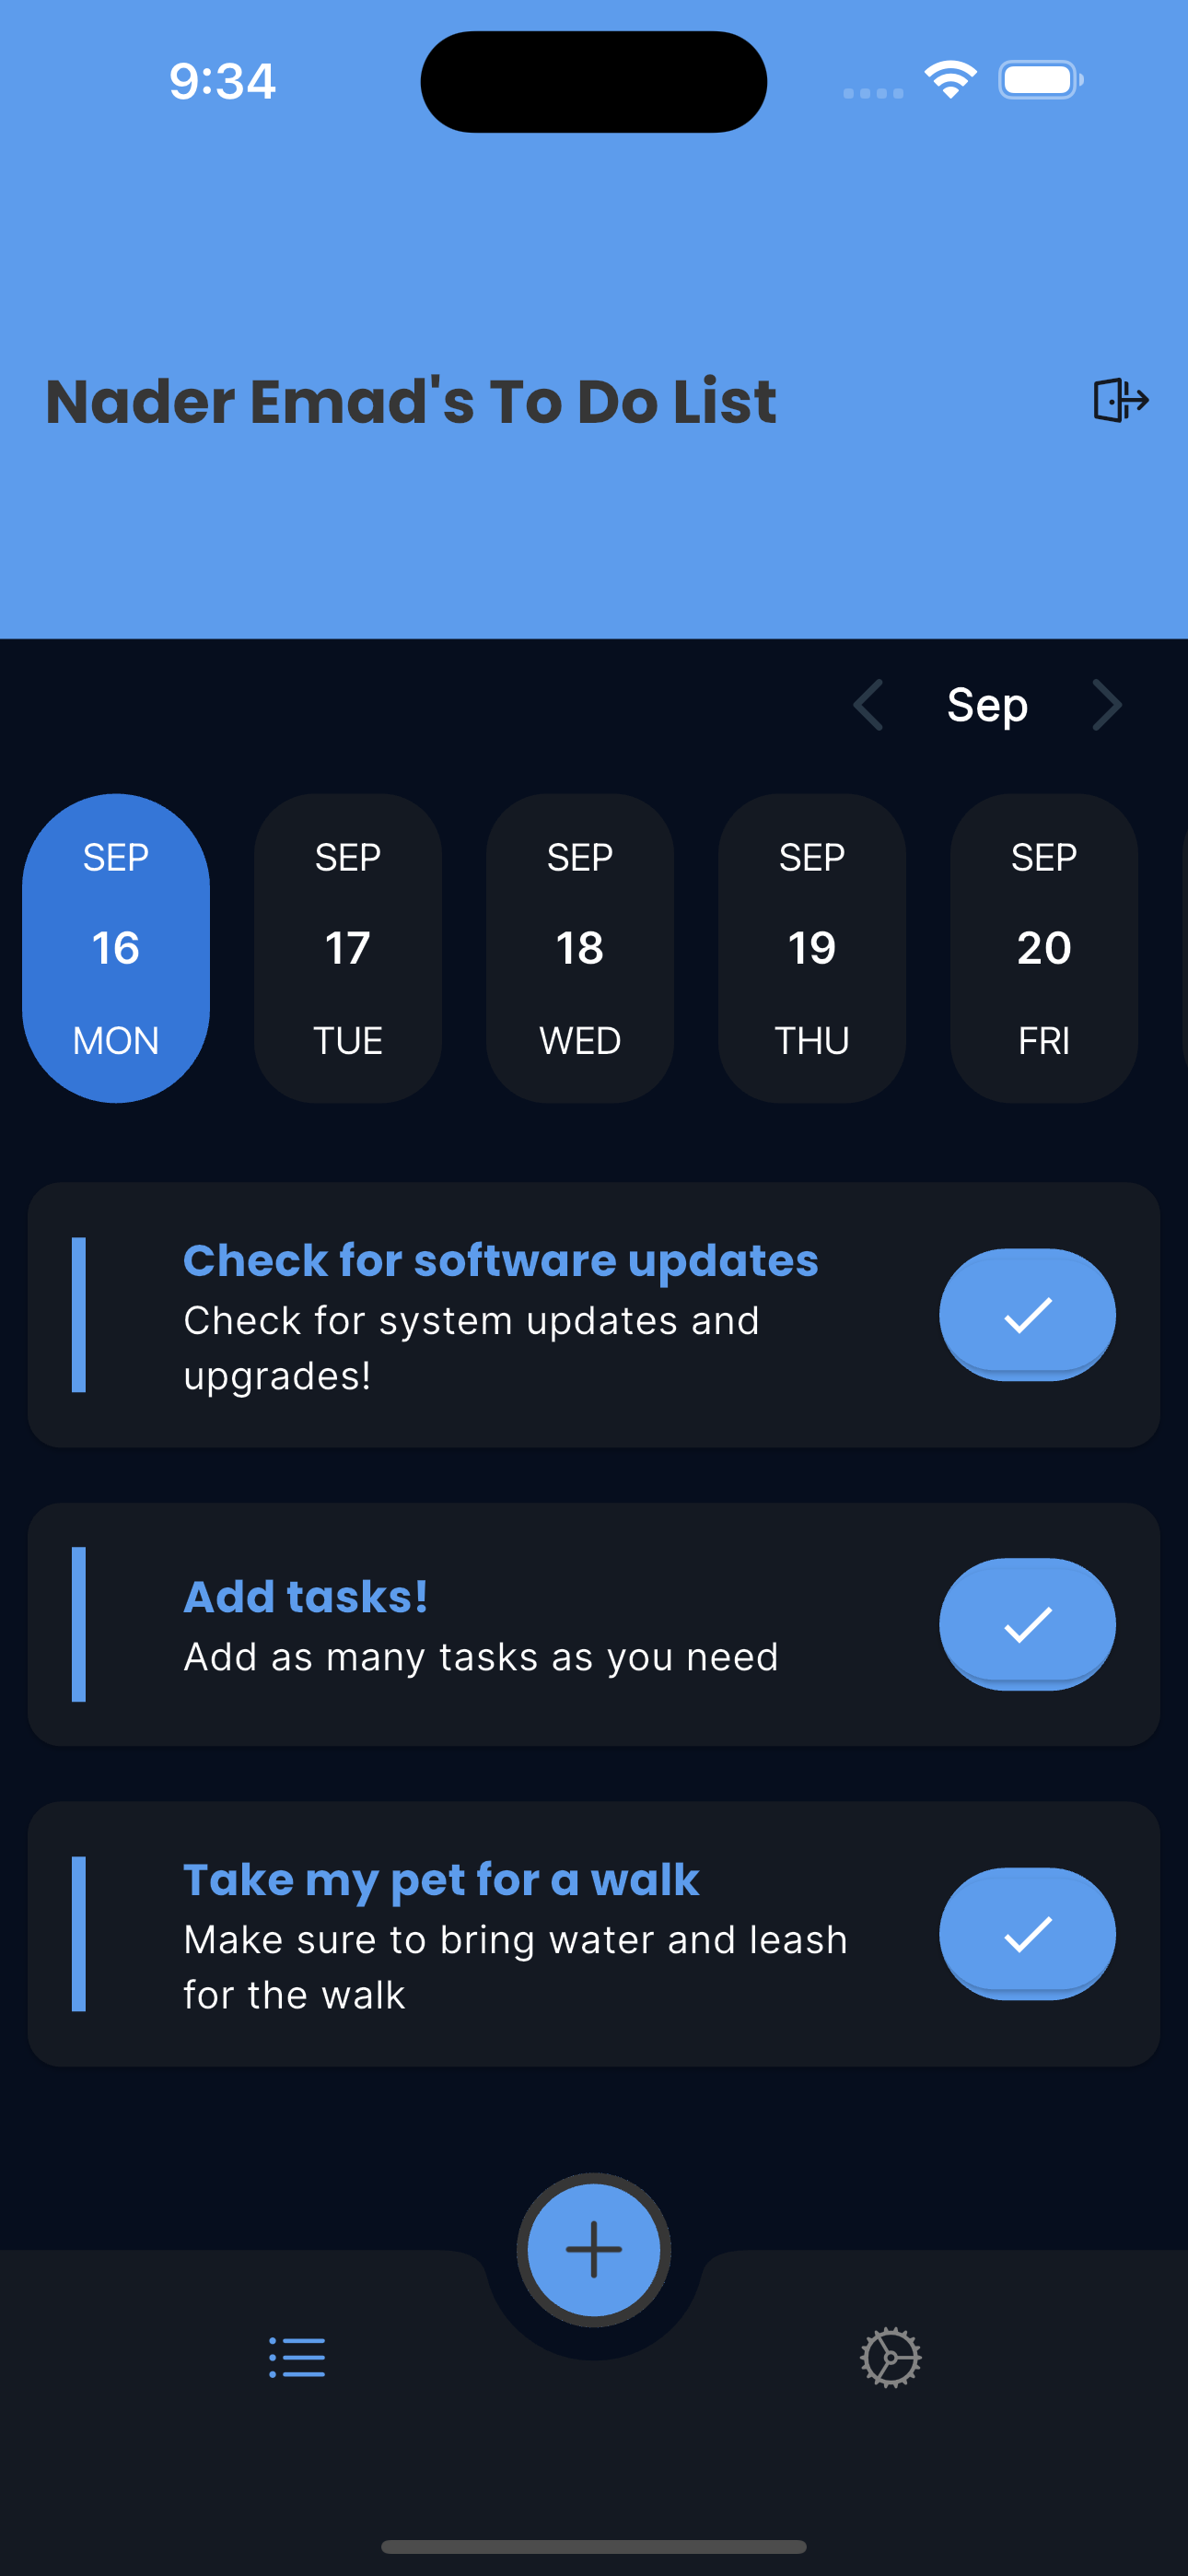 9:34
Nader Emad's To Do List
Sep
SEP SEP SEP SEP SEP
16 17 18 19 20
MON TUE WED THU FRI
Check for software updates
Check for system updates and
upgrades!
Add tasks!
Add as many tasks as you need
Take my pet for a walk
Make sure to bring water and leash
for the walk